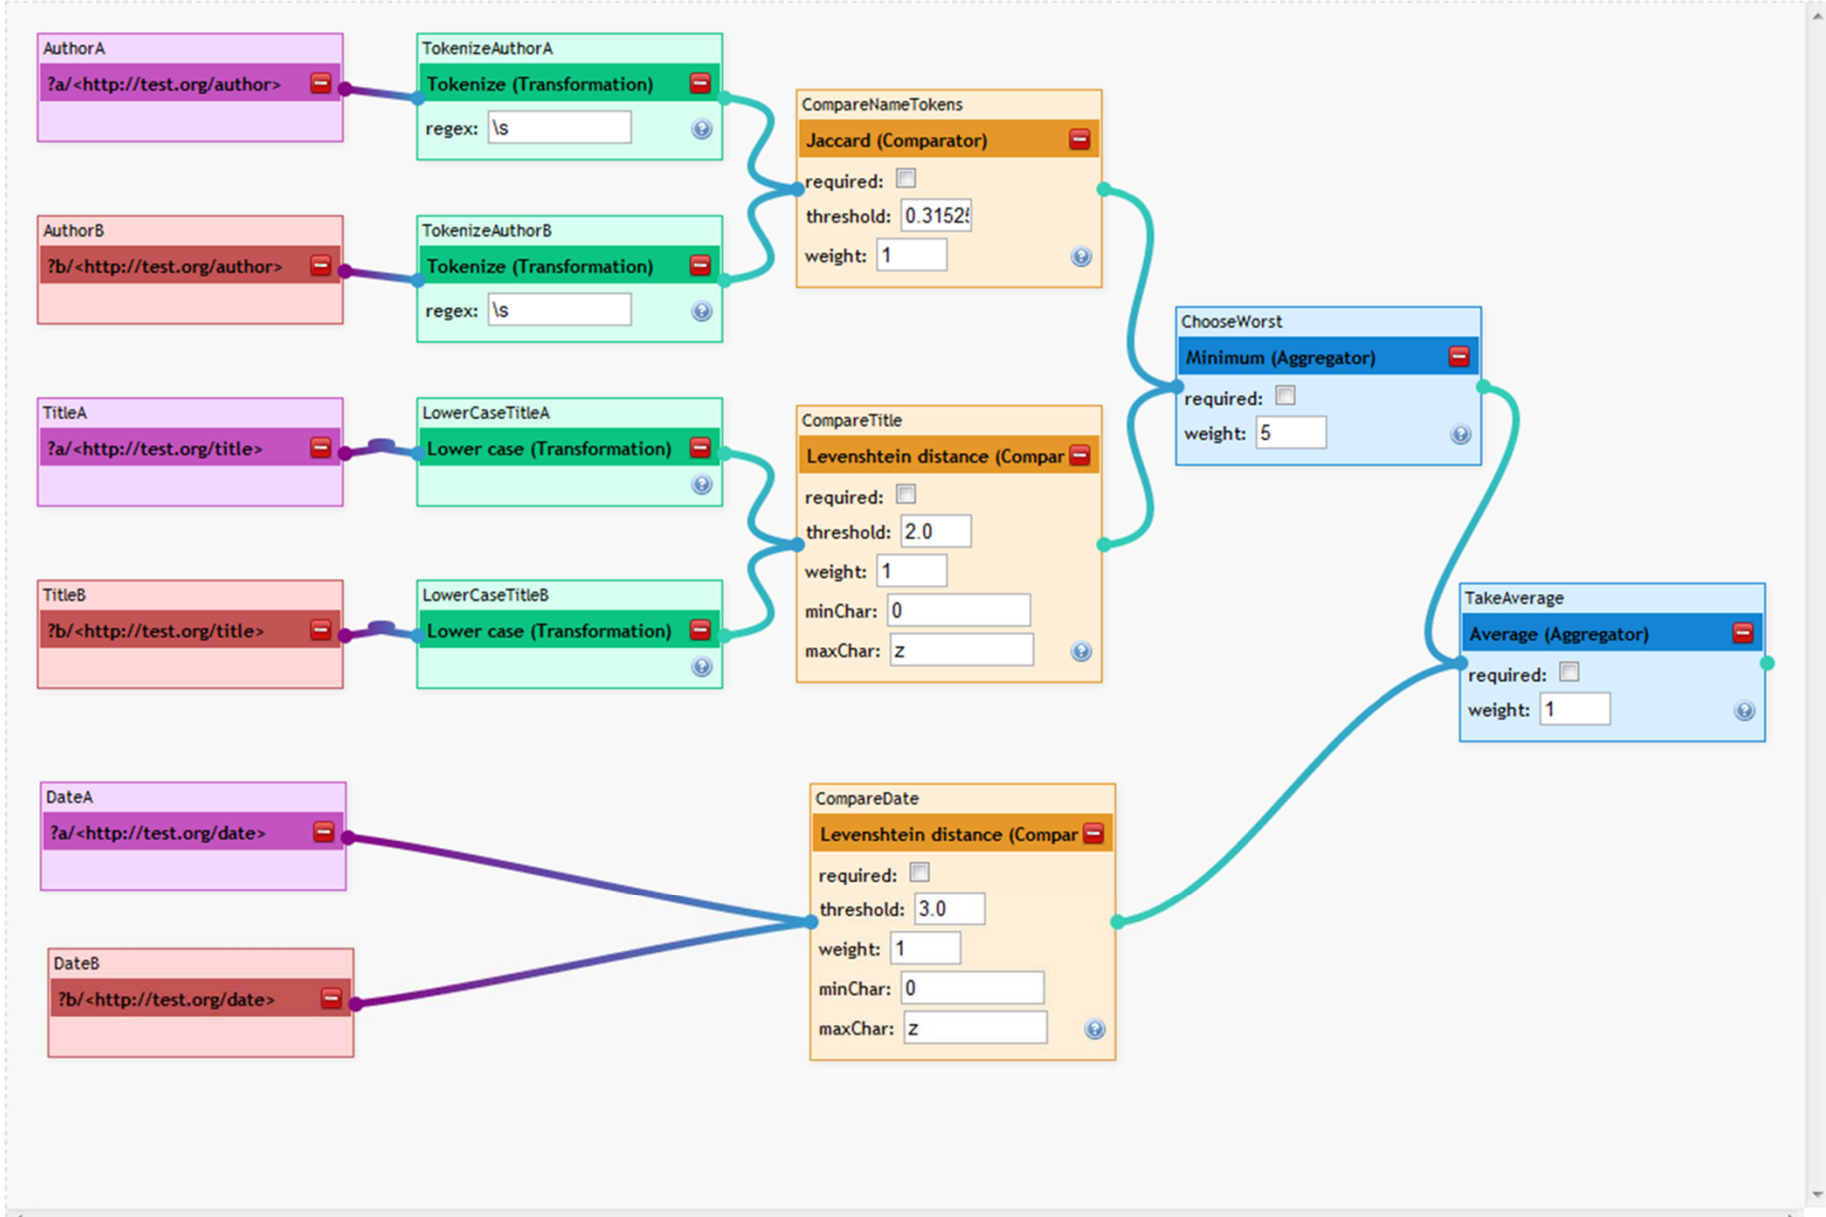 AuthorA
?a/<http://test.org/author>
TokenizeAuthorA
Tokenize (Transformation)
regex: \s
AuthorB
?b/<http://test.org/author>
TokenizeAuthorB
Tokenize (Transformation)
regex: \s
CompareNameTokens
Jaccard (Comparator)
required:
threshold: 0.3152
weight: 1
TitleA
?a/<http://test.org/title>
LowerCaseTitleA
Lower case (Transformation)
TitleB
?b/<http://test.org/title>
LowerCaseTitleB
Lower case (Transformation)
CompareTitle
Levenshtein distance (Compar
required:
threshold: 2.0
weight: 1
minChar: 0
maxChar: z
ChooseWorst
Minimum (Aggregator)
required:
weight: 5
DateA
?a/<http://test.org/date>
DateB
?b/<http://test.org/date>
CompareDate
Levenshtein distance (Compar
required:
threshold: 3.0
weight: 1
minChar: 0
maxChar: z
TakeAverage
Average (Aggregator)
required:
weight: 1